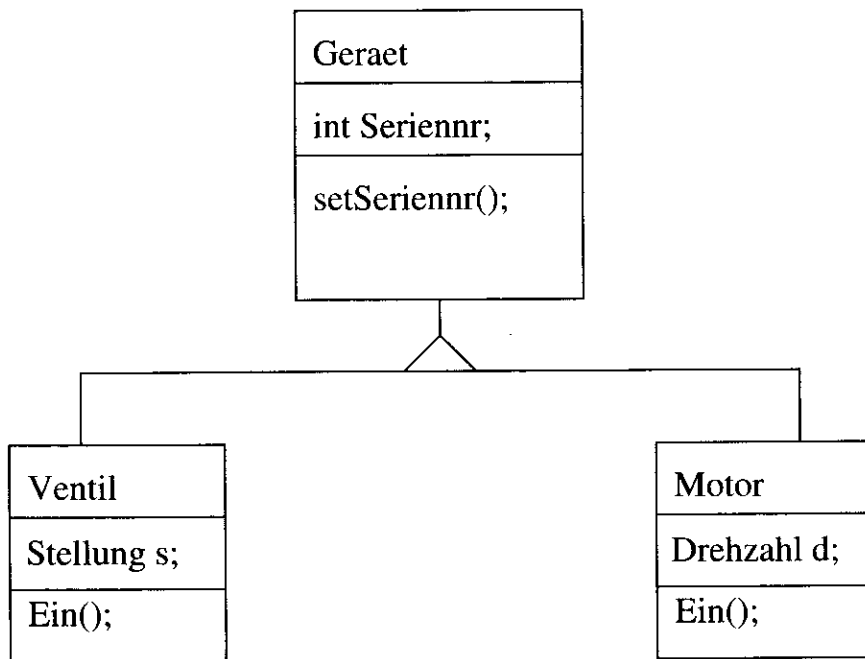 Geraet
int Seriennr;
setSeriennr();
Ventil
Stellung s;
Ein();
Motor
Drehzahl d;
Ein();